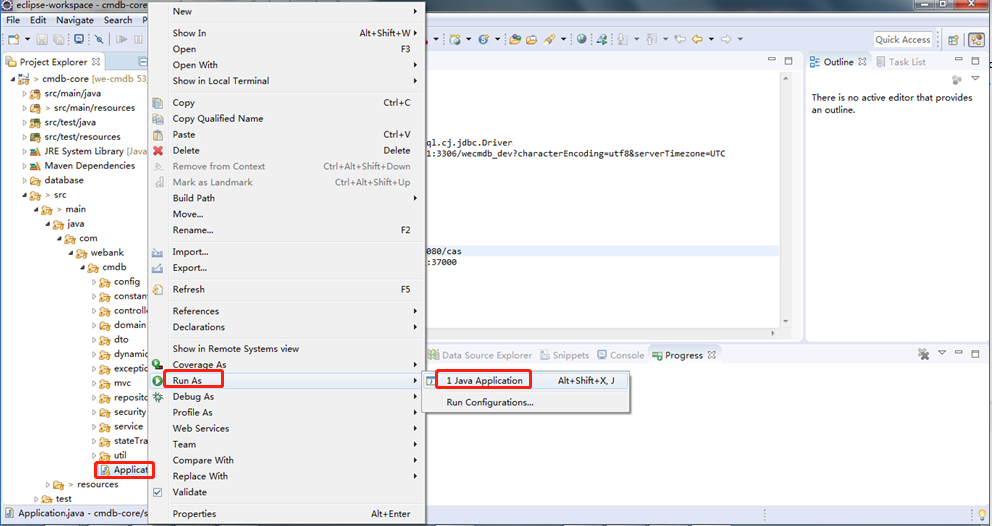 eclipse-workspace - cmdb-core
File Edit Navigate Search
Quick Access
Project Explorer
cmdb-core [we-cmdb 53
src/main/java
src/main/resources
src/test/java
src/test/resources
JRE System Library [Java
Maven Dependencies
database
src
main
java
com
webank
cmdb
config
constant
controlle
domain
dto
dynamic
exception
mvc
reposito
security
service
stateTra
util
Applicat
resources
test
New
Show In Alt+Shift+W
Open F3
Open With
Show in Local Terminal
Copy Ctrl+C
Copy Qualified Name
Paste Ctrl+V
Delete Delete
Remove from Context Ctrl+Alt+Shift+Down
Mark as Landmark Ctrl+Alt+Shift+Up
Build Path
Move...
Rename... F2
Import...
Export...
Refresh F5
References
Declarations
Show in Remote Systems view
Coverage As
Run As
Debug As
Profile As
Web Services
Team
Compare With
Replace With
Validate
Properties Alt+Enter
1 Java Application Alt+Shift+X, J
Run Configurations...
ql.cj.jdbc.Driver
1:3306/wecmdb_dev?characterEncoding=utf8&serverTimezone=UTC
080/cas
:37000
Outline Task List
There is no active editor that provides
an outline.
Data Source Explorer Snippets Console Progress
Application.java - cmdb-core/s